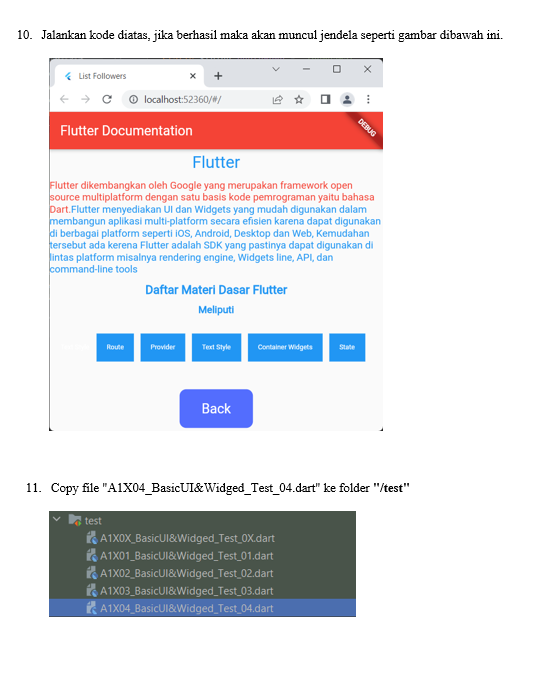 10. Jalankan kode diatas, jika berhasil maka akan muncul jendela seperti gambar dibawah ini.
List Followers
localhost:52360/#/
Flutter Documentation
DEBUG
Flutter
Flutter dikembangkan oleh Google yang merupakan framework open
source multiplatform dengan satu basis kode pemrograman yaitu bahasa
Dart.Flutter menyediakan UI dan Widgets yang mudah digunakan dalam
membangun aplikasi multi-platform secara efisien karena dapat digunakan
di berbagai platform seperti iOS, Android, Desktop dan Web, Kemudahan
tersebut ada kerena Flutter adalah SDK yang pastinya dapat digunakan di
lintas platform misalnya rendering engine, Widgets line, API, dan
command-line tools
Daftar Materi Dasar Flutter
Meliputi
Route Provider Text Style Container Widgets State
Back
11. Copy file "A1X04_BasicUI&Widged_Test_04.dart" ke folder "/test"
test
A1X0X_BasicUI&Widged_Test_0X.dart
A1X01_BasicUI&Widged_Test_01.dart
A1X02_BasicUI&Widged_Test_02.dart
A1X03_BasicUI&Widged_Test_03.dart
A1X04_BasicUI&Widged_Test_04.dart